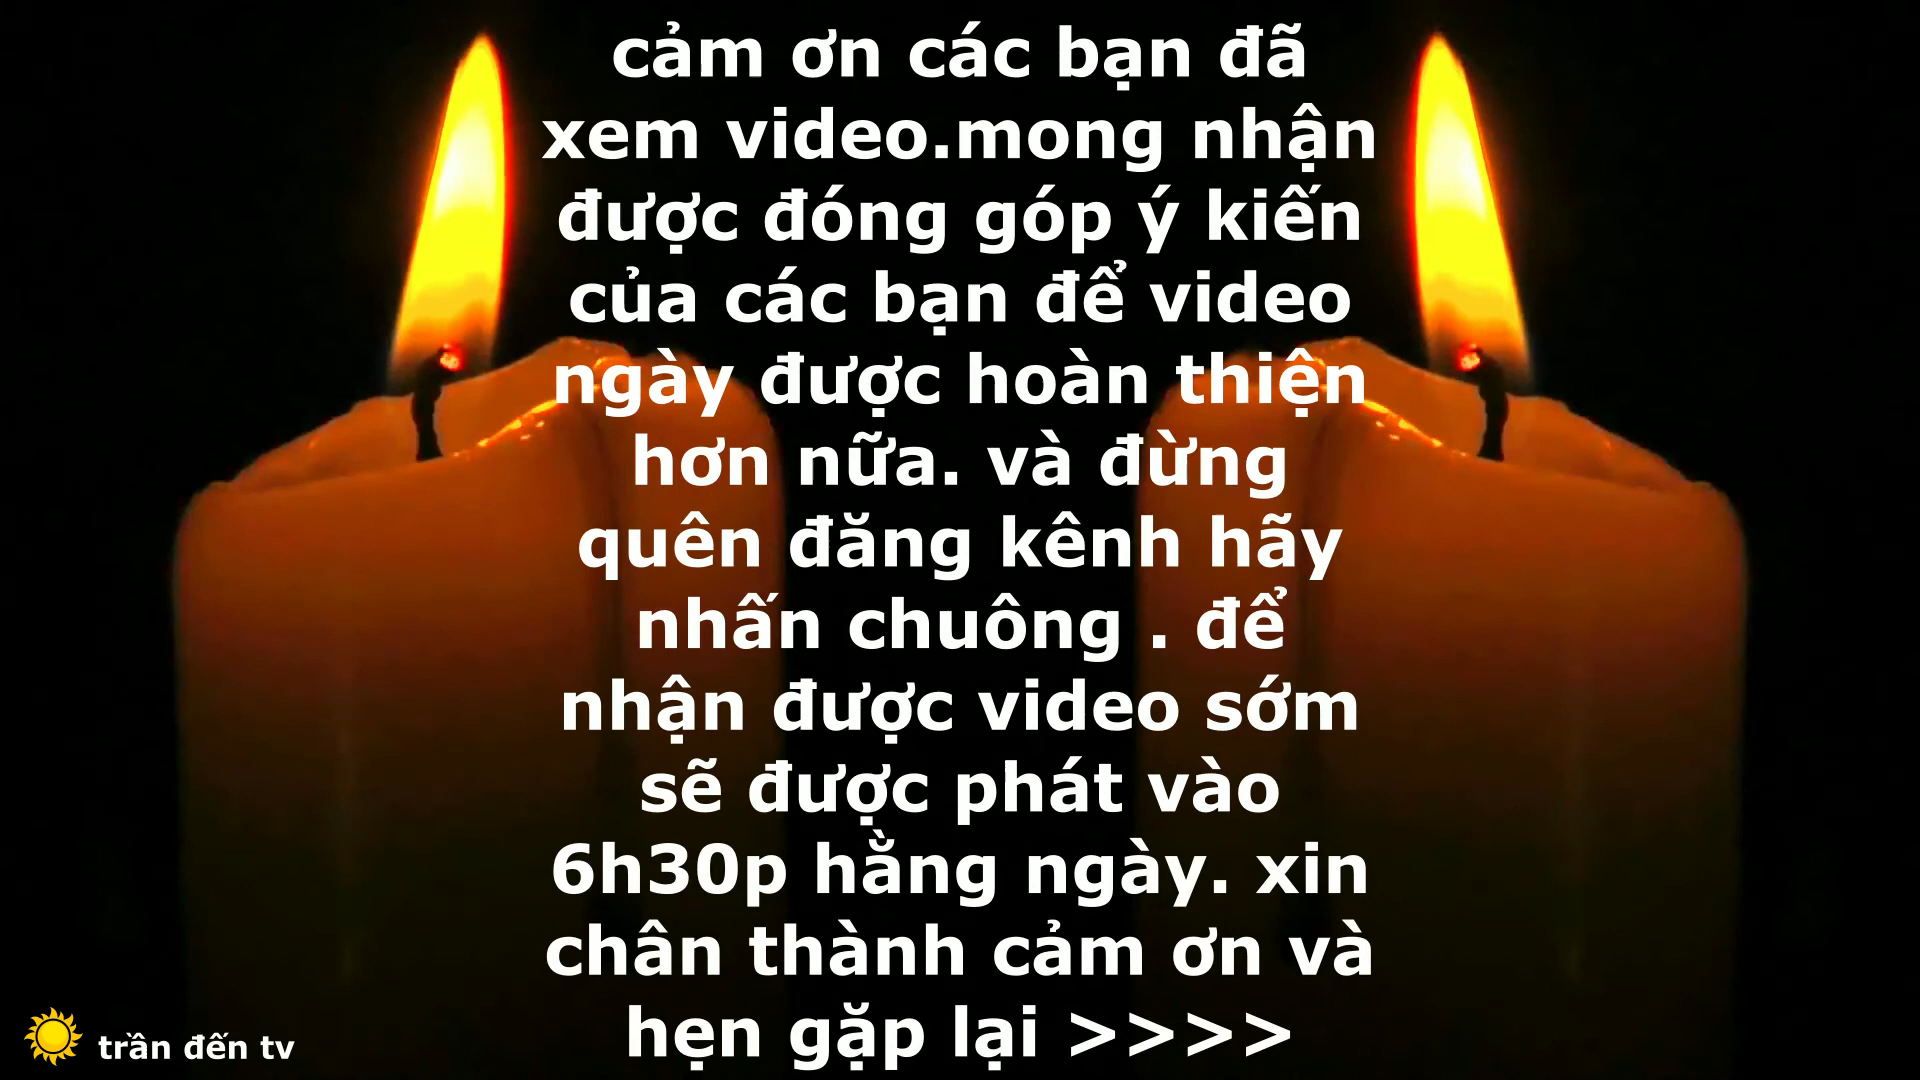 cảm ơn các bạn đã
xem video.mong nhận
được đóng góp ý kiến
của các bạn để video
ngày được hoàn thiện
hơn nữa. và đừng
quên đăng kênh hãy
nhấn chuông . để
nhận được video sớm
sẽ được phát vào
6h30p hằng ngày. xin
chân thành cảm ơn và
hẹn gặp lại >>>>
trần đến tv